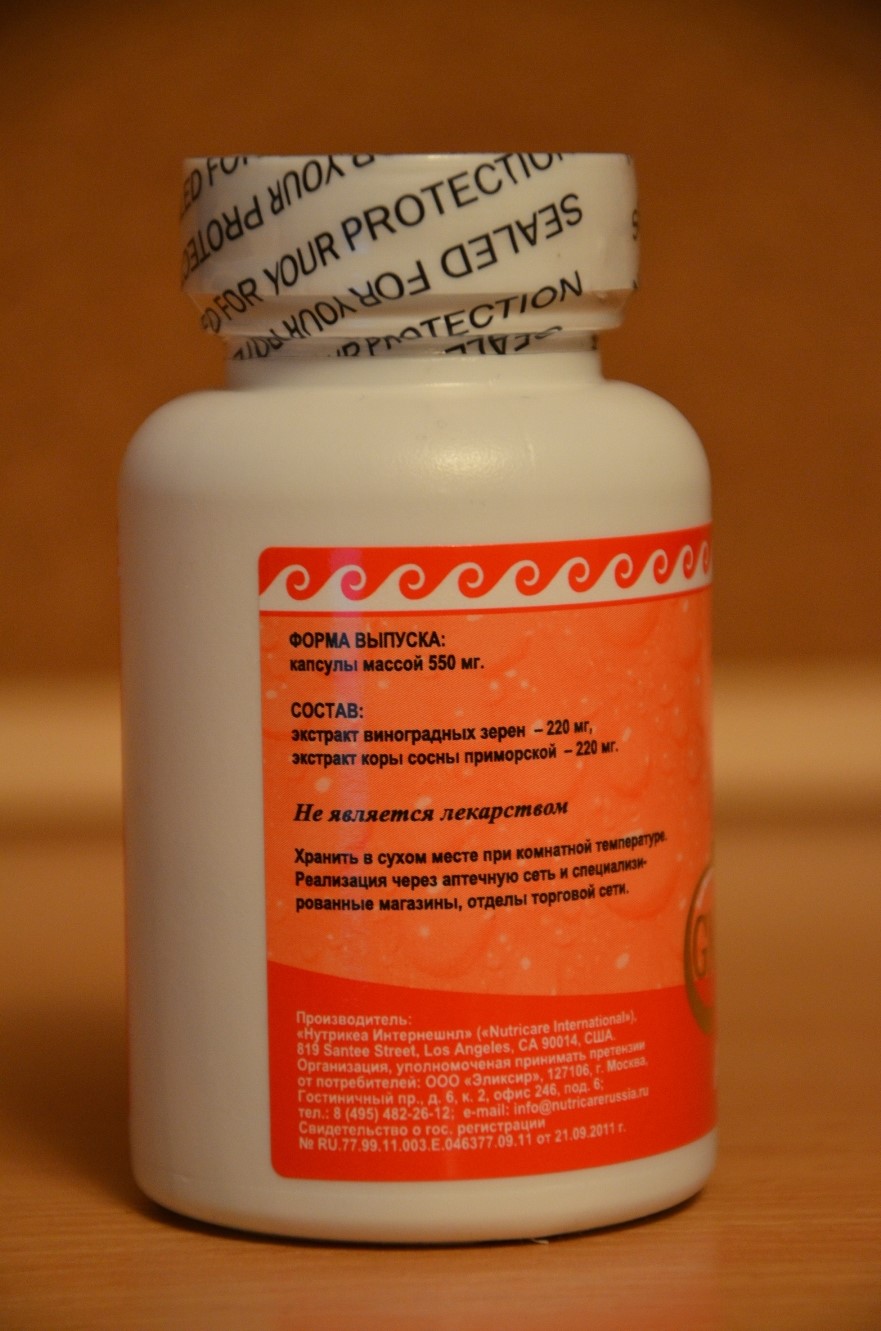 SEALED FOR YOUR PROTECTION
SEALED FOR YOUR
PROTECTION
ФОРМА ВЫПУСКА:
капсулы массой 550 мг.
СОСТАВ:
экстракт виноградных зерен – 220 мг,
экстракт коры сосны приморской – 220 мг.
Не является лекарством
Хранить в сухом месте при комнатной температуре.
Реализация через аптечную сеть и специализи-
рованные магазины, отделы торговой сети.
Производитель:
«Нутрикеа Интернешнл» («Nutricare International»).
819 Santee Street, Los Angeles, CA 90014, США.
Организация, уполномоченая принимать претензии
от потребителей: ООО «Эликсир», 127106, г. Москва,
Гостиничный пр., д. 6, к. 2, офис 246, под. 6;
тел.: 8 (495) 482-26-12; e-mail: info@nutricarerussia.ru
Свидетельство о гос. регистрации
№ RU.77.99.11.003.E.046377.09.11 от 21.09.2011 г.